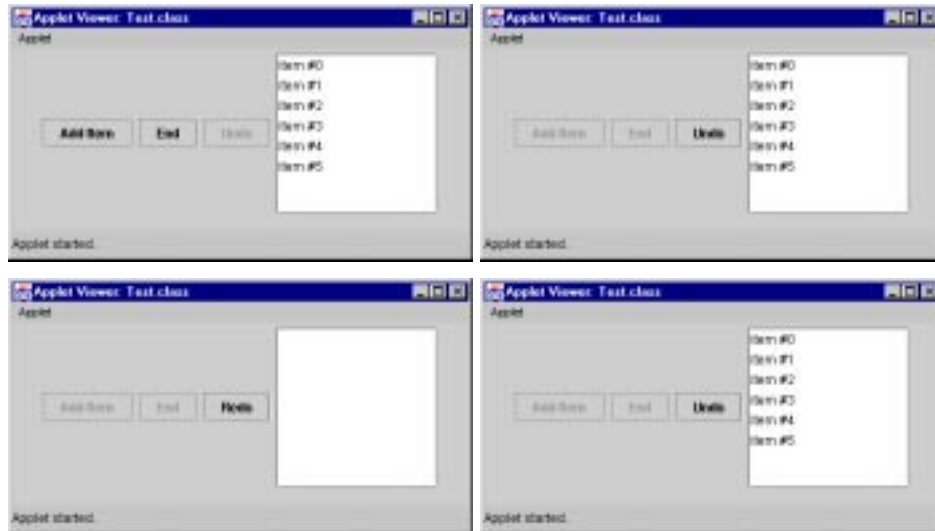 Applet Viewer: Test.class
Applet
Add Item End Undo
Item #0
Item #1
Item #2
Item #3
Item #4
Item #5
Applet started.
Applet Viewer: Test.class
Applet
Add Item End Undo
Item #0
Item #1
Item #2
Item #3
Item #4
Item #5
Applet started.
Applet Viewer: Test.class
Applet
Add Item End Redo
Applet started.
Applet Viewer: Test.class
Applet
Add Item End Undo
Item #0
Item #1
Item #2
Item #3
Item #4
Item #5
Applet started.